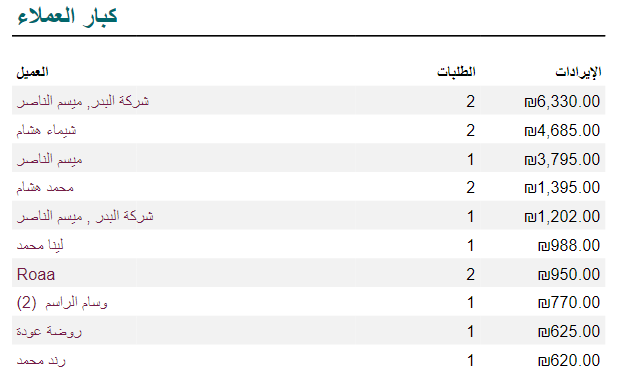 كبار العملاء
العميل الطلبات الإيرادات
شركة البدر, ميسم الناصر 2 ₪6,330.00
شيماء هشام 2 ₪4,685.00
ميسم الناصر 1 ₪3,795.00
محمد هشام 2 ₪1,395.00
شركة البدر , ميسم الناصر 1 ₪1,202.00
لينا محمد 1 ₪988.00
Roaa 2 ₪950.00
وسام الراسم (2) 1 ₪770.00
روضة عودة 1 ₪625.00
رند محمد 1 ₪620.00